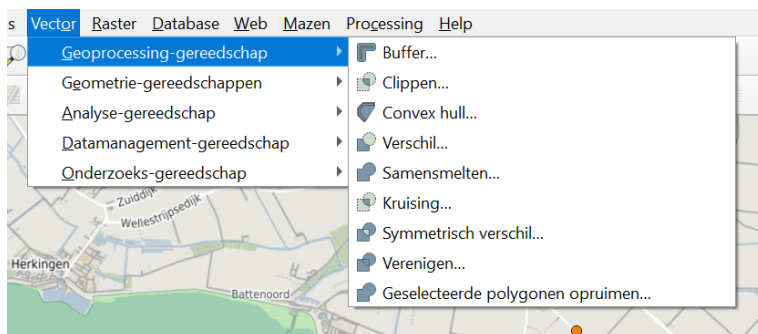 s Vector Raster Database Web Mazen Processing Help
Geoprocessing-gereedschap
Geometrie-gereedschappen
Analyse-gereedschap
Datamanagement-gereedschap
Onderzoeks-gereedschap
Buffer...
Clippen...
Convex hull...
Verschil...
Samensmelten...
Kruising...
Symmetrisch verschil...
Verenigen...
Geselecteerde polygonen opruimen...
Zuiddijk
Wellestrijpsedijk
Herkingen
Battenoord